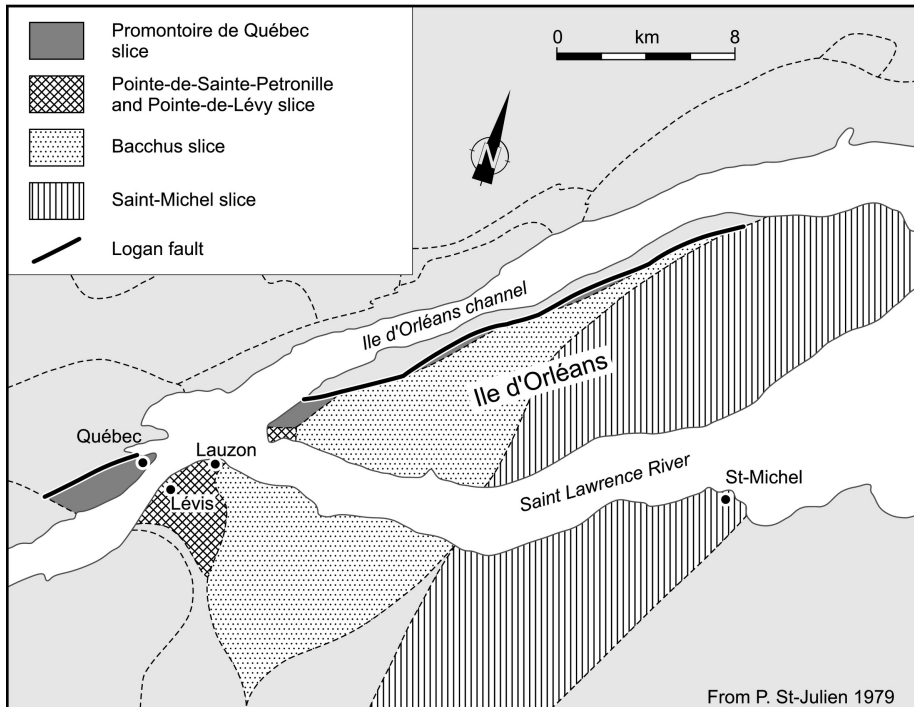 Promontoire de Québec
slice
Pointe-de-Sainte-Petronille
and Pointe-de-Lévy slice
Bacchus slice
Saint-Michel slice
Logan fault
0 km 8
N
Ile d'Orléans channel
Ile d'Orléans
Québec
Lauzon
Lévis
Saint Lawrence River
St-Michel
From P. St-Julien 1979